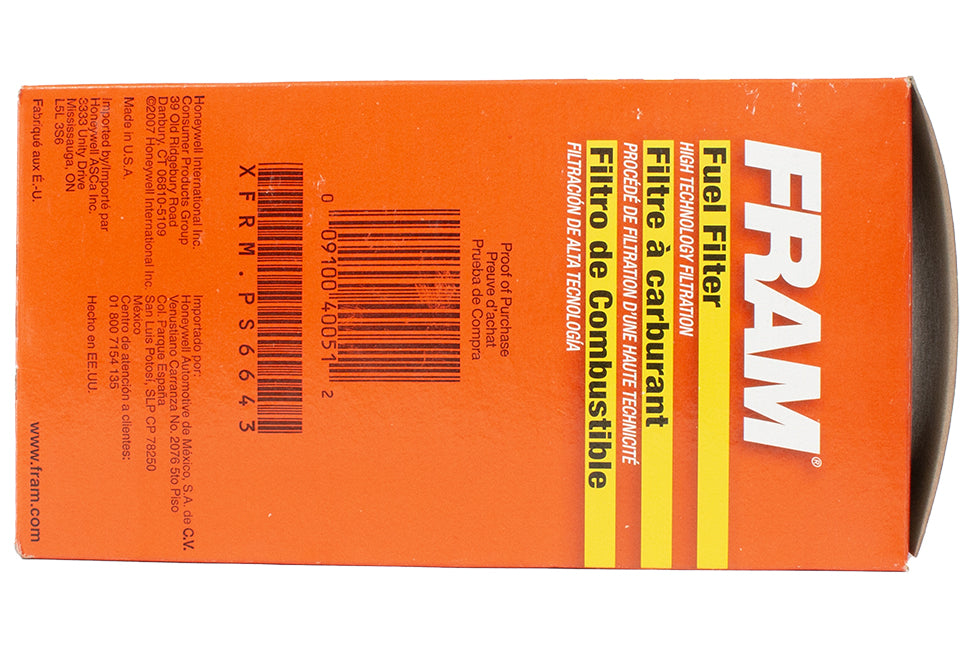 FRAM®
Fuel Filter
HIGH TECHNOLOGY FILTRATION
Filtre à carburant
PROCÉDÉ DE FILTRATION D'UNE HAUTE TECHNICITÉ
Filtro de Combustible
FILTRACIÓN DE ALTA TECNOLOGÍA
Proof of Purchase
Preuve d'achat
Prueba de Compra
0 09100 40051 2
XFRM.PS6643
Honeywell International Inc.
Consumer Products Group
39 Old Ridgebury Road
Danbury, CT 06810-5109
©2007 Honeywell International Inc.
Made in U.S.A.
Imported by/Importé par
Honeywell ASCa Inc.
3333 Unity Drive
Mississauga, ON
L5L 3S6
Fabriqué aux É.-U.
Importado por:
Honeywell Automotive de México, S.A. de C.V.
Venustiano Carranza No. 2076 5to Piso
Col. Parque España
San Luis Potosí, SLP CP 78250
México
Centro de atención a clientes:
01 800 7154-135
Hecho en EE.UU.
www.fram.com